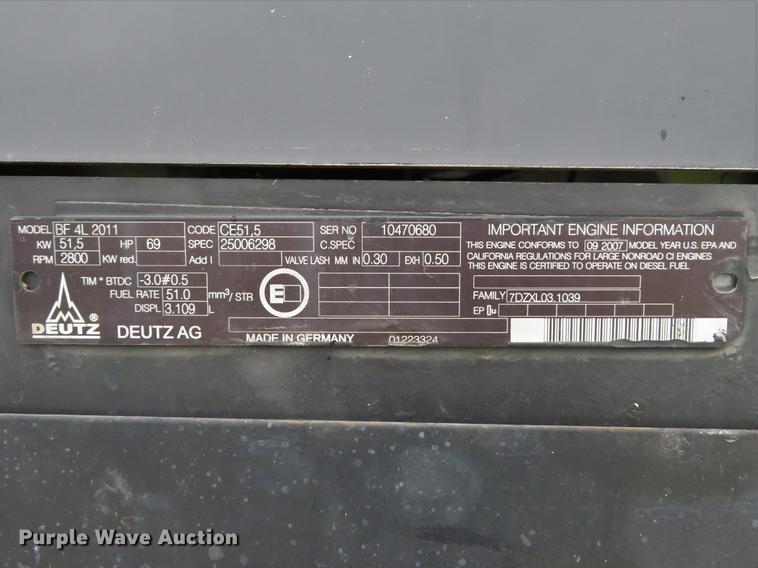 MODEL BF 4L 2011 CODE CE51,5 SER NO 10470680
KW 51,5 HP 69 SPEC 25006298 C.SPEC
RPM 2800 KW red. Add I VALVE LASH MM IN 0.30 EXH 0.50
TIM ° BTDC -3.0#0.5
FUEL RATE 51.0 mm³/STR
DISPL 3.109 L
E
DEUTZ ®
DEUTZ AG
MADE IN GERMANY 01223324
IMPORTANT ENGINE INFORMATION
THIS ENGINE CONFORMS TO 09 2007 MODEL YEAR U.S. EPA AND
CALIFORNIA REGULATIONS FOR LARGE NONROAD CI ENGINES
THIS ENGINE IS CERTIFIED TO OPERATE ON DIESEL FUEL
FAMILY 7DZXL03.1039
EP
Purple Wave Auction